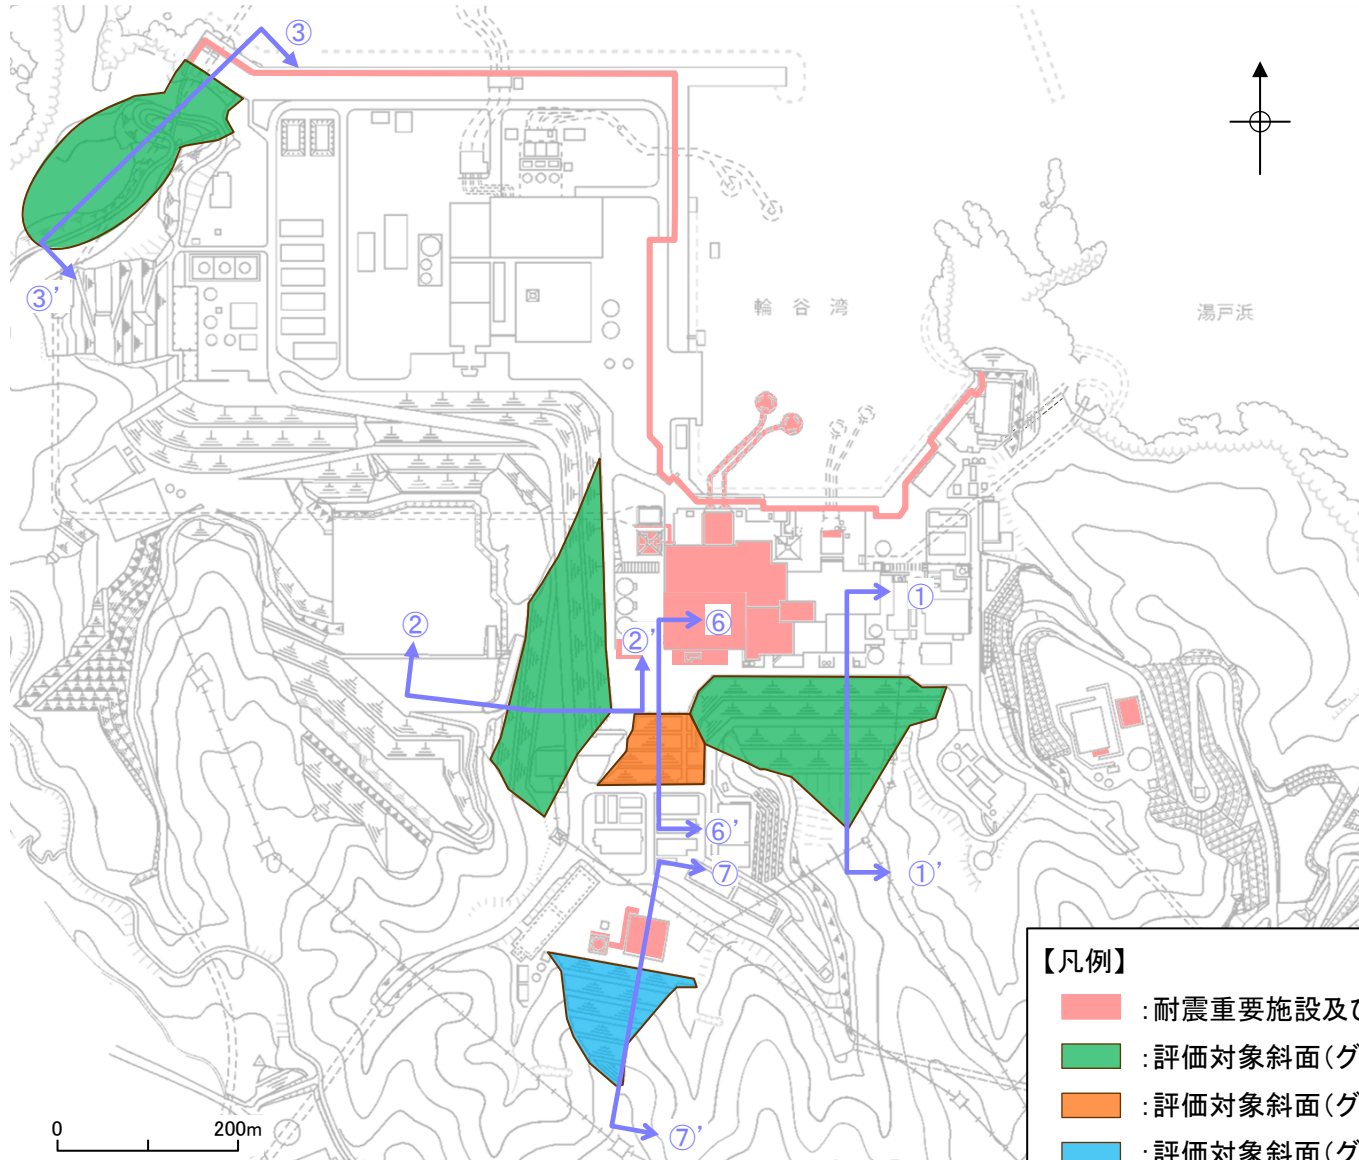 ③
③’
輪谷湾
湯戸浜
②
②’
⑥
①
⑥’
⑦
①’
⑦’
0 200m
【凡例】
：耐震重要施設及び
：評価対象斜面(グ
：評価対象斜面(グ
：評価対象斜面(グ